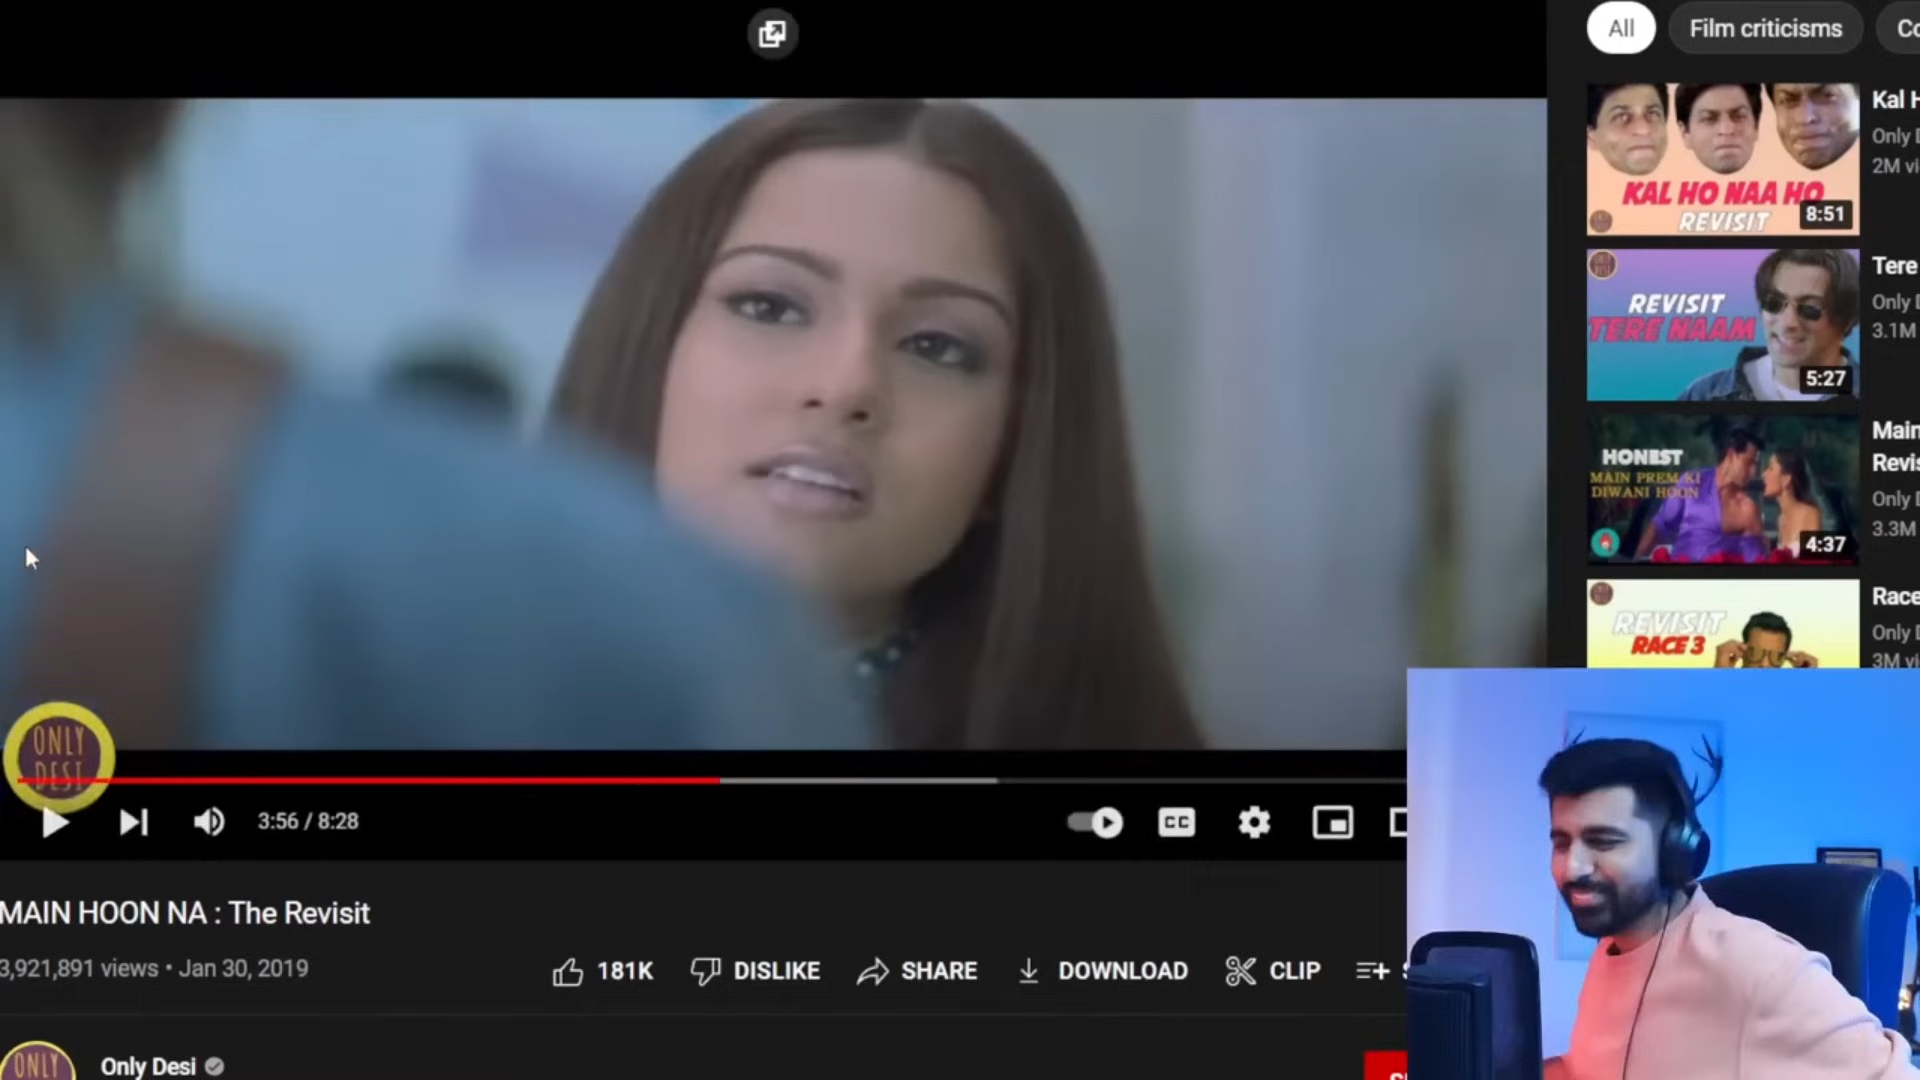 All
Film criticisms
KAL HO NAA HO
REVISIT
8:51
Kal
Only
2M
REVISIT
TERE NAAM
5:27
Tere
Only
3.1M
HONEST
MAIN PREM KI
DIWANI HOON
4:37
Main
Only
3.3M
REVISIT
RACE 3
Race
Only
3M
ONLY
DESI
3:56 / 8:28
CC
MAIN HOON NA : The Revisit
3,921,891 views • Jan 30, 2019
181K
DISLIKE
SHARE
DOWNLOAD
CLIP
ONLY
Only Desi